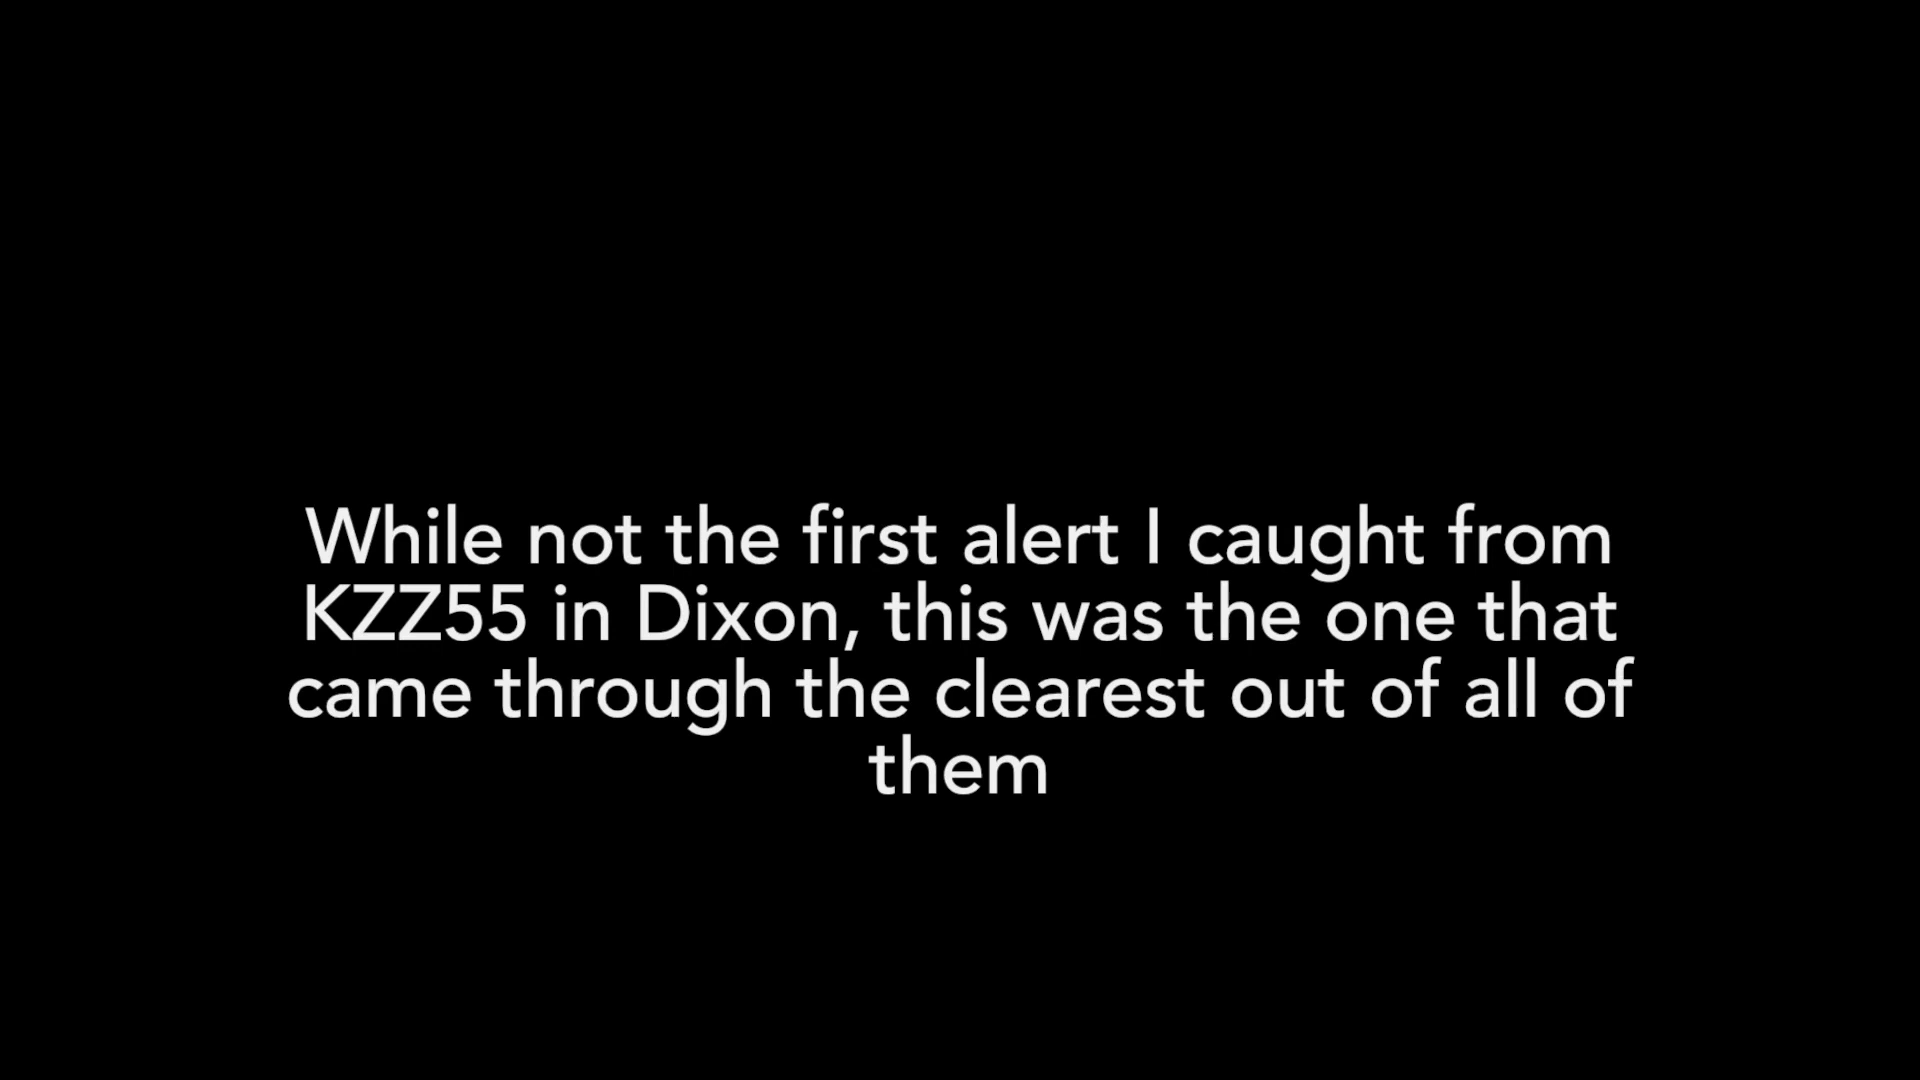 While not the first alert I caught from
KZZ55 in Dixon, this was the one that
came through the clearest out of all of
them